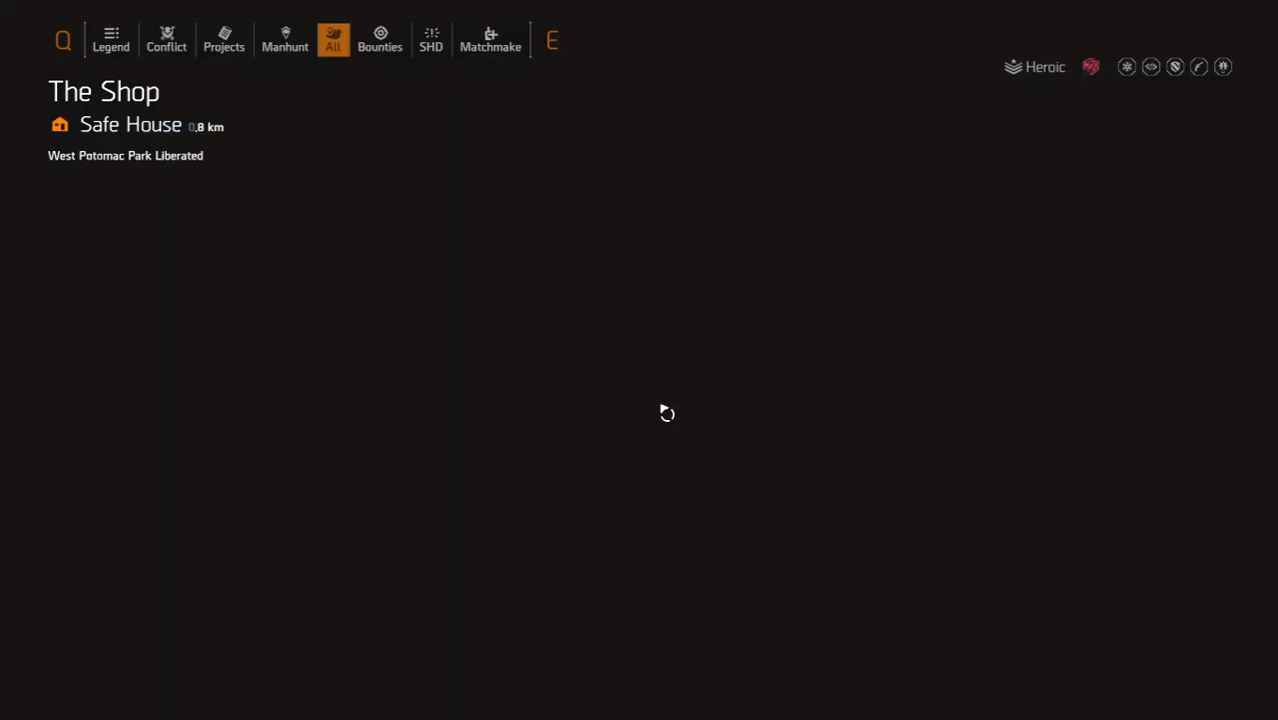 Q Legend Conflict Projects Manhunt All Bounties SHD Matchmake E
Heroic
The Shop
Safe House 0.8 km
West Potomac Park Liberated